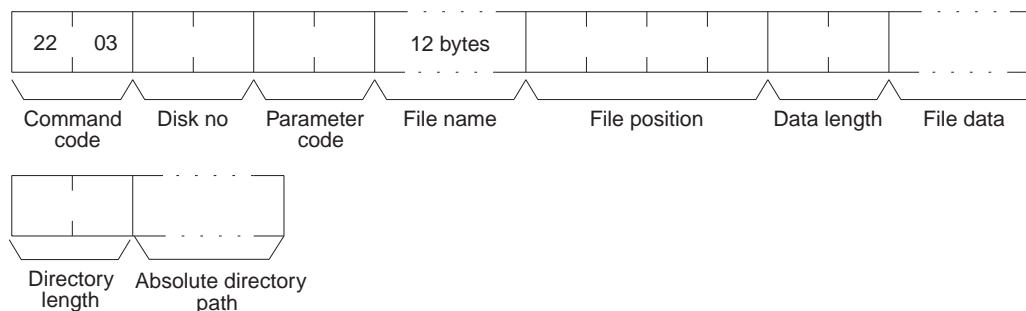 22 03 12 bytes
Command code Disk no Parameter code File name File position Data length File data
Directory length Absolute directory path